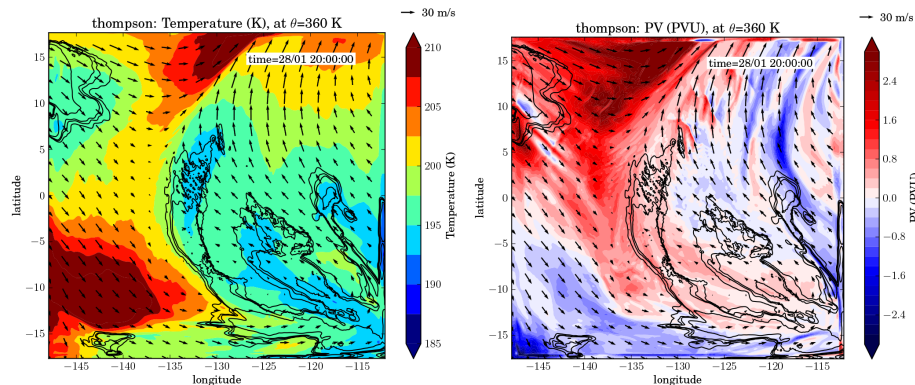 30 m/s
thompson: Temperature (K), at θ=360 K
time=28/01 20:00:00
15
10
5
0
−5
−10
−15
latitude
−145 −140 −135 −130 −125 −120 −115
longitude
210
205
200
195
190
185
Temperature (K)
30 m/s
thompson: PV (PVU), at θ=360 K
time=28/01 20:00:00
15
10
5
0
−5
−10
−15
latitude
−145 −140 −135 −130 −125 −120 −115
longitude
2.4
1.6
0.8
0.0
−0.8
−1.6
−2.4
PV (PVU)